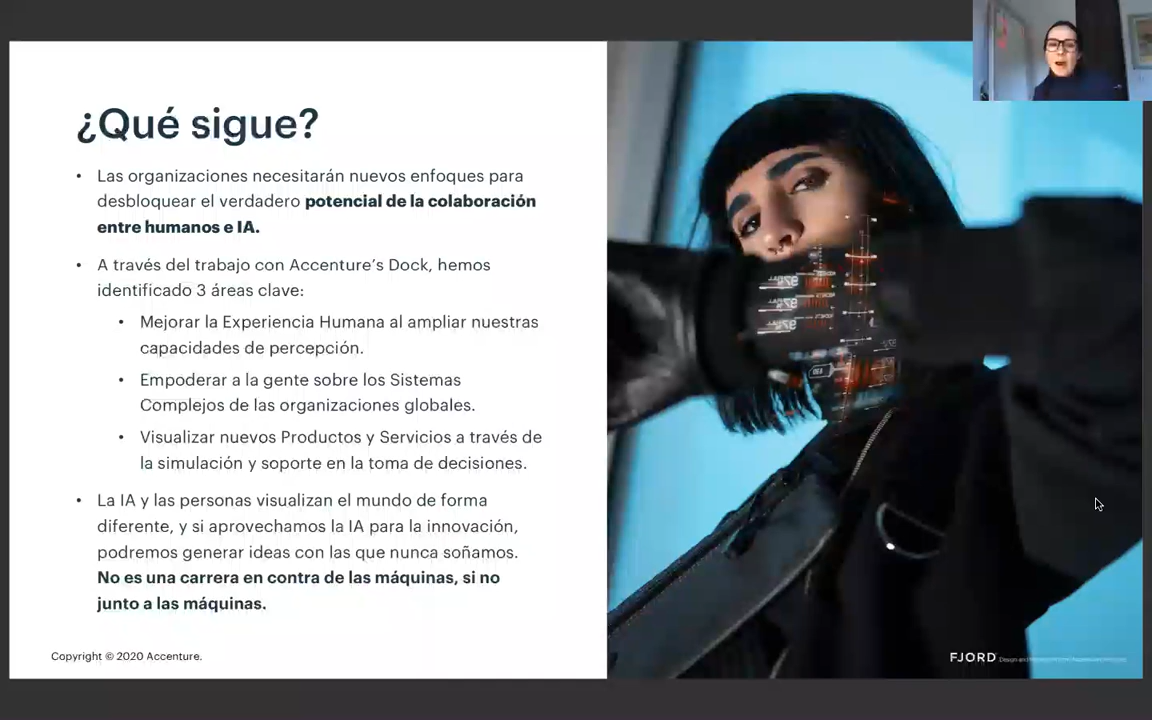 ¿Qué sigue?
• Las organizaciones necesitarán nuevos enfoques para
desbloquear el verdadero potencial de la colaboración
entre humanos e IA.
• A través del trabajo con Accenture’s Dock, hemos
identificado 3 áreas clave:
• Mejorar la Experiencia Humana al ampliar nuestras
capacidades de percepción.
• Empoderar a la gente sobre los Sistemas
Complejos de las organizaciones globales.
• Visualizar nuevos Productos y Servicios a través de
la simulación y soporte en la toma de decisiones.
• La IA y las personas visualizan el mundo de forma
diferente, y si aprovechamos la IA para la innovación,
podremos generar ideas con las que nunca soñamos.
No es una carrera en contra de las máquinas, si no
junto a las máquinas.
Copyright © 2020 Accenture.
FJORD Design and